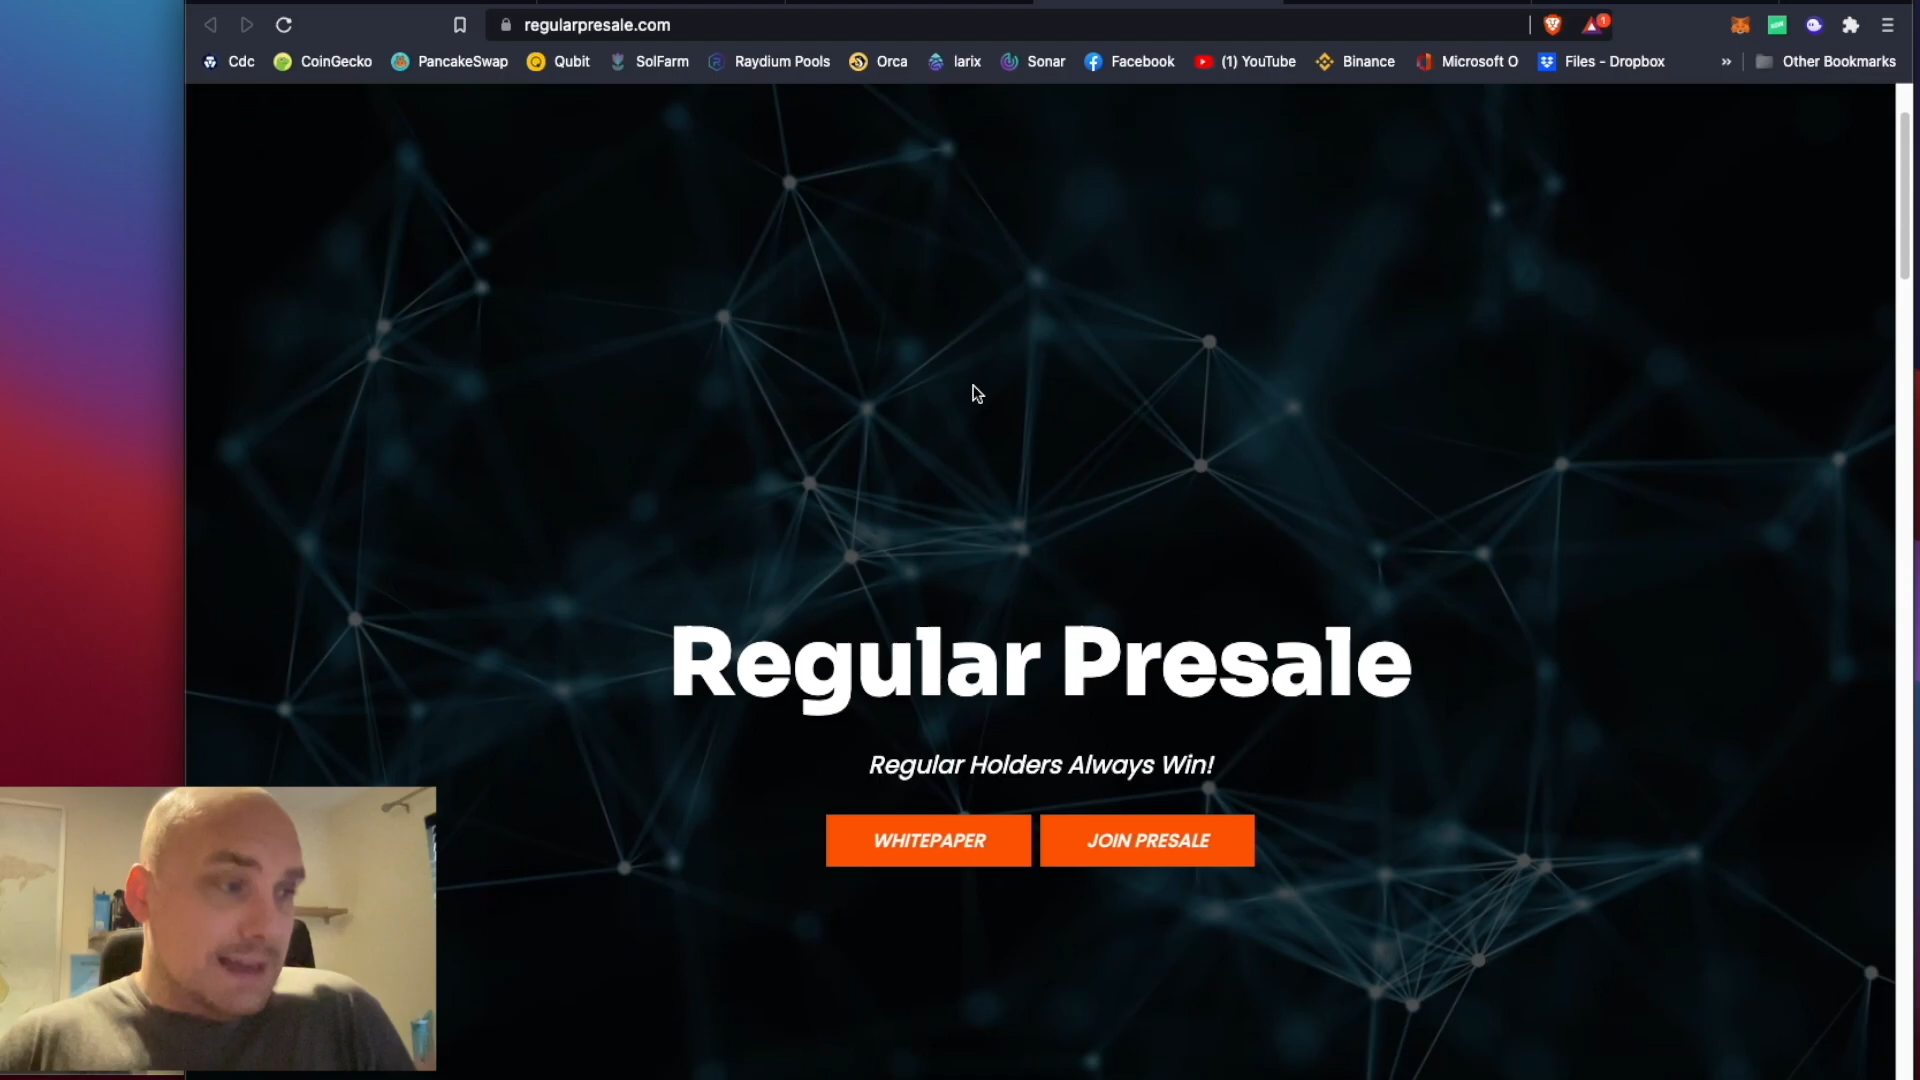 regularpresale.com
1
Cdc CoinGecko PancakeSwap Qubit SolFarm Raydium Pools Orca larix Sonar Facebook (1) YouTube Binance Microsoft O Files - Dropbox » Other Bookmarks
Regular Presale
Regular Holders Always Win!
WHITEPAPER JOIN PRESALE